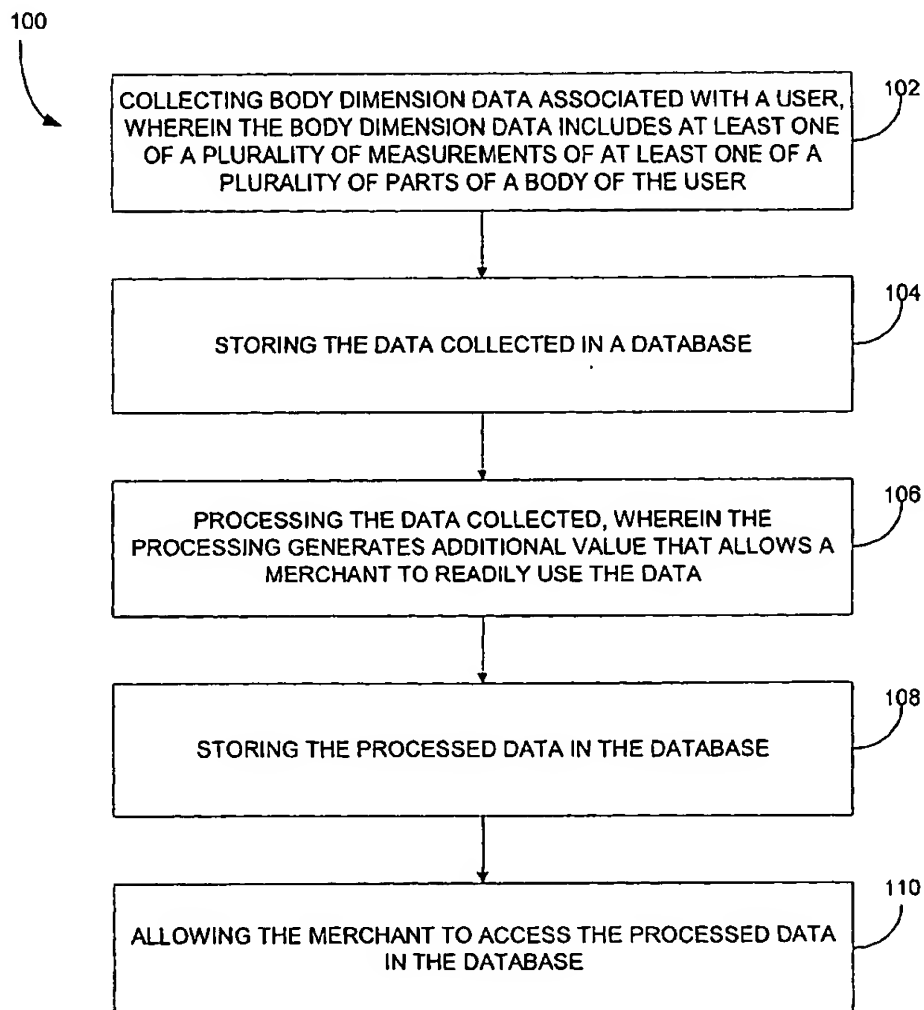 100
COLLECTING BODY DIMENSION DATA ASSOCIATED WITH A USER,
WHEREIN THE BODY DIMENSION DATA INCLUDES AT LEAST ONE
OF A PLURALITY OF MEASUREMENTS OF AT LEAST ONE OF A
PLURALITY OF PARTS OF A BODY OF THE USER
102
STORING THE DATA COLLECTED IN A DATABASE
104
PROCESSING THE DATA COLLECTED, WHEREIN THE
PROCESSING GENERATES ADDITIONAL VALUE THAT ALLOWS A
MERCHANT TO READILY USE THE DATA
106
STORING THE PROCESSED DATA IN THE DATABASE
108
ALLOWING THE MERCHANT TO ACCESS THE PROCESSED DATA
IN THE DATABASE
110